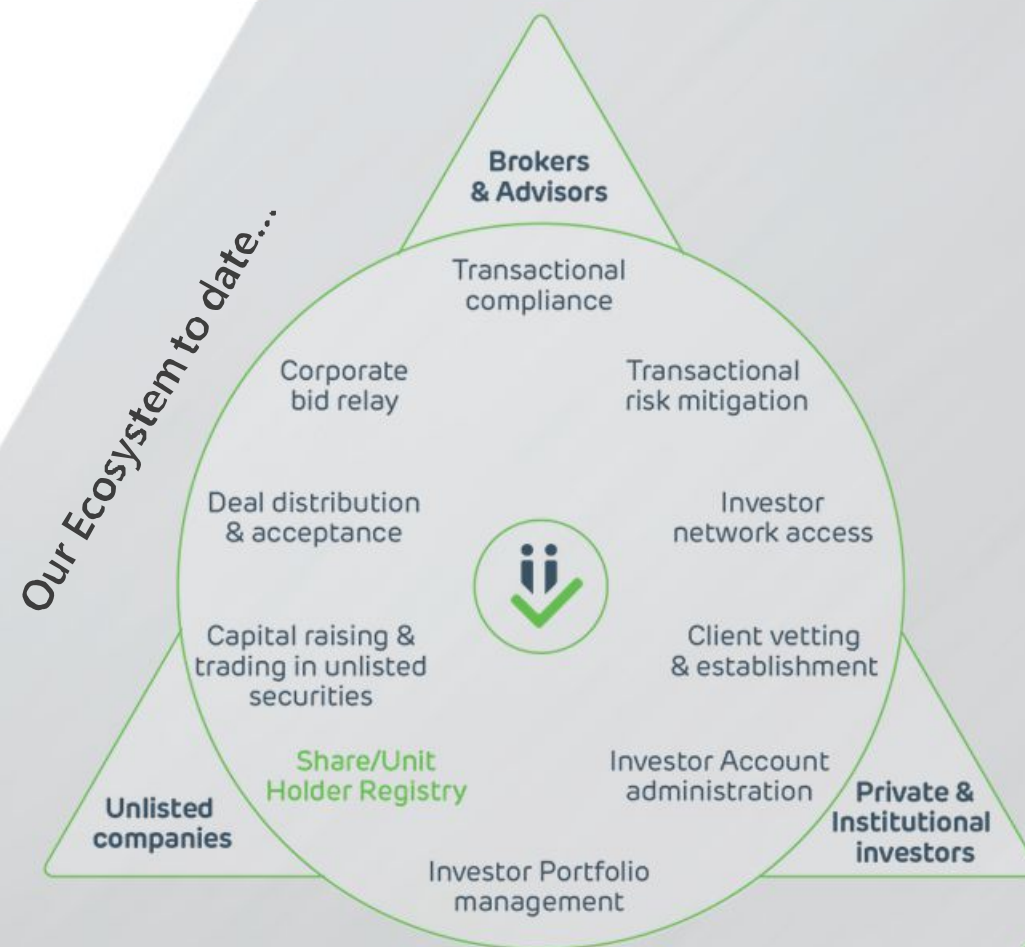 Our Ecosystem to date...
Brokers
& Advisors
Transactional
compliance
Corporate
bid relay
Transactional
risk mitigation
Deal distribution
& acceptance
Investor
network access
Capital raising &
trading in unlisted
securities
Client vetting
& establishment
Share/Unit
Holder Registry
Investor Account
administration
Unlisted
companies
Private &
Institutional
investors
Investor Portfolio
management